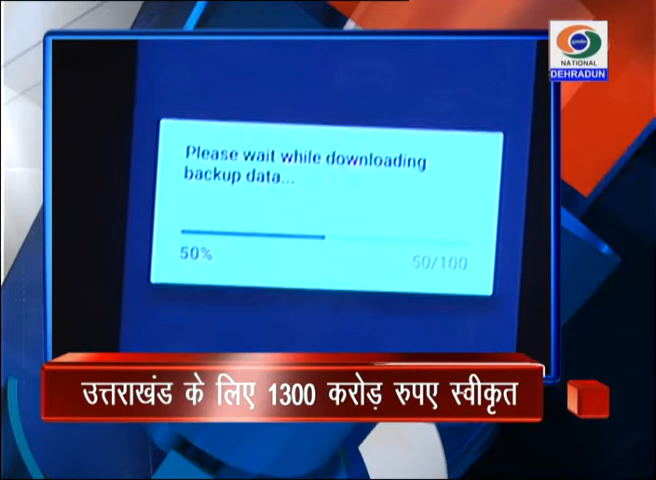 NATIONAL
DEHRADUN
Please wait while downloading
backup data...
50%
50/100
उत्तराखंड के लिए 1300 करोड़ रुपए स्वीकृत